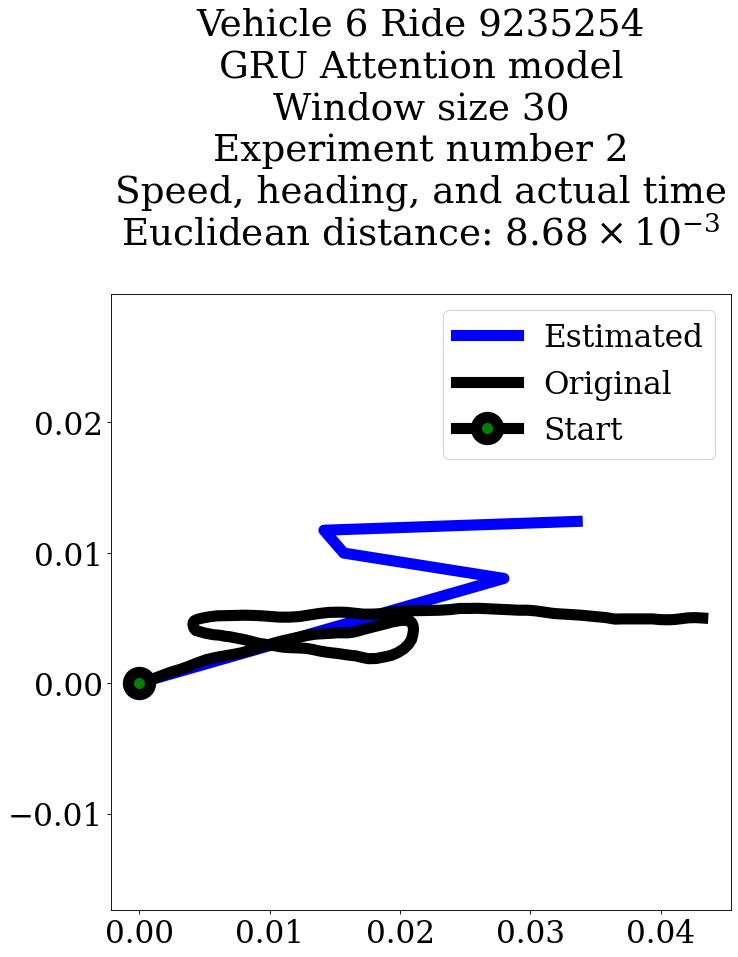 Vehicle 6 Ride 9235254
GRU Attention model
Window size 30
Experiment number 2
Speed, heading, and actual time
Euclidean distance: 8.68 × 10⁻³
Estimated
Original
Start
0.02
0.01
0.00
−0.01
0.00 0.01 0.02 0.03 0.04